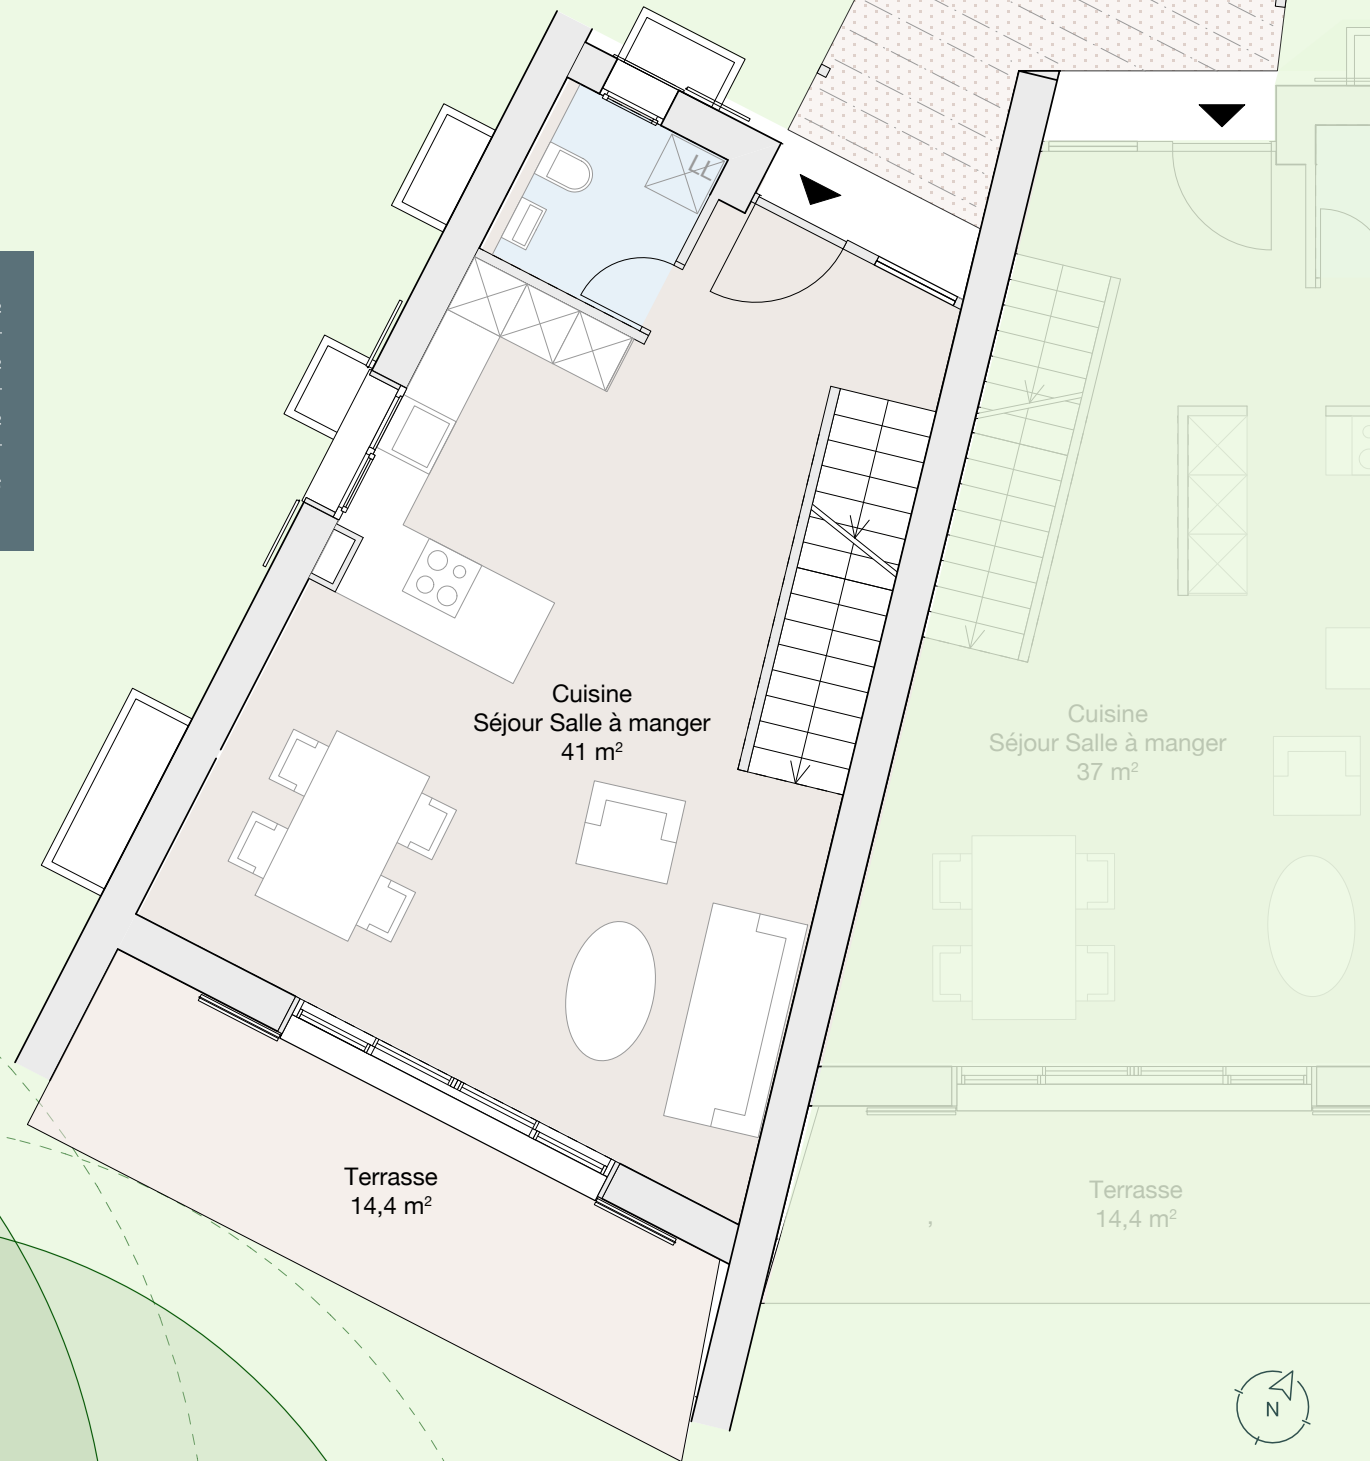 LL
Cuisine
Séjour Salle à manger
41 m²
Cuisine
Séjour Salle à manger
37 m²
Terrasse
14,4 m²
Terrasse
14,4 m²
N